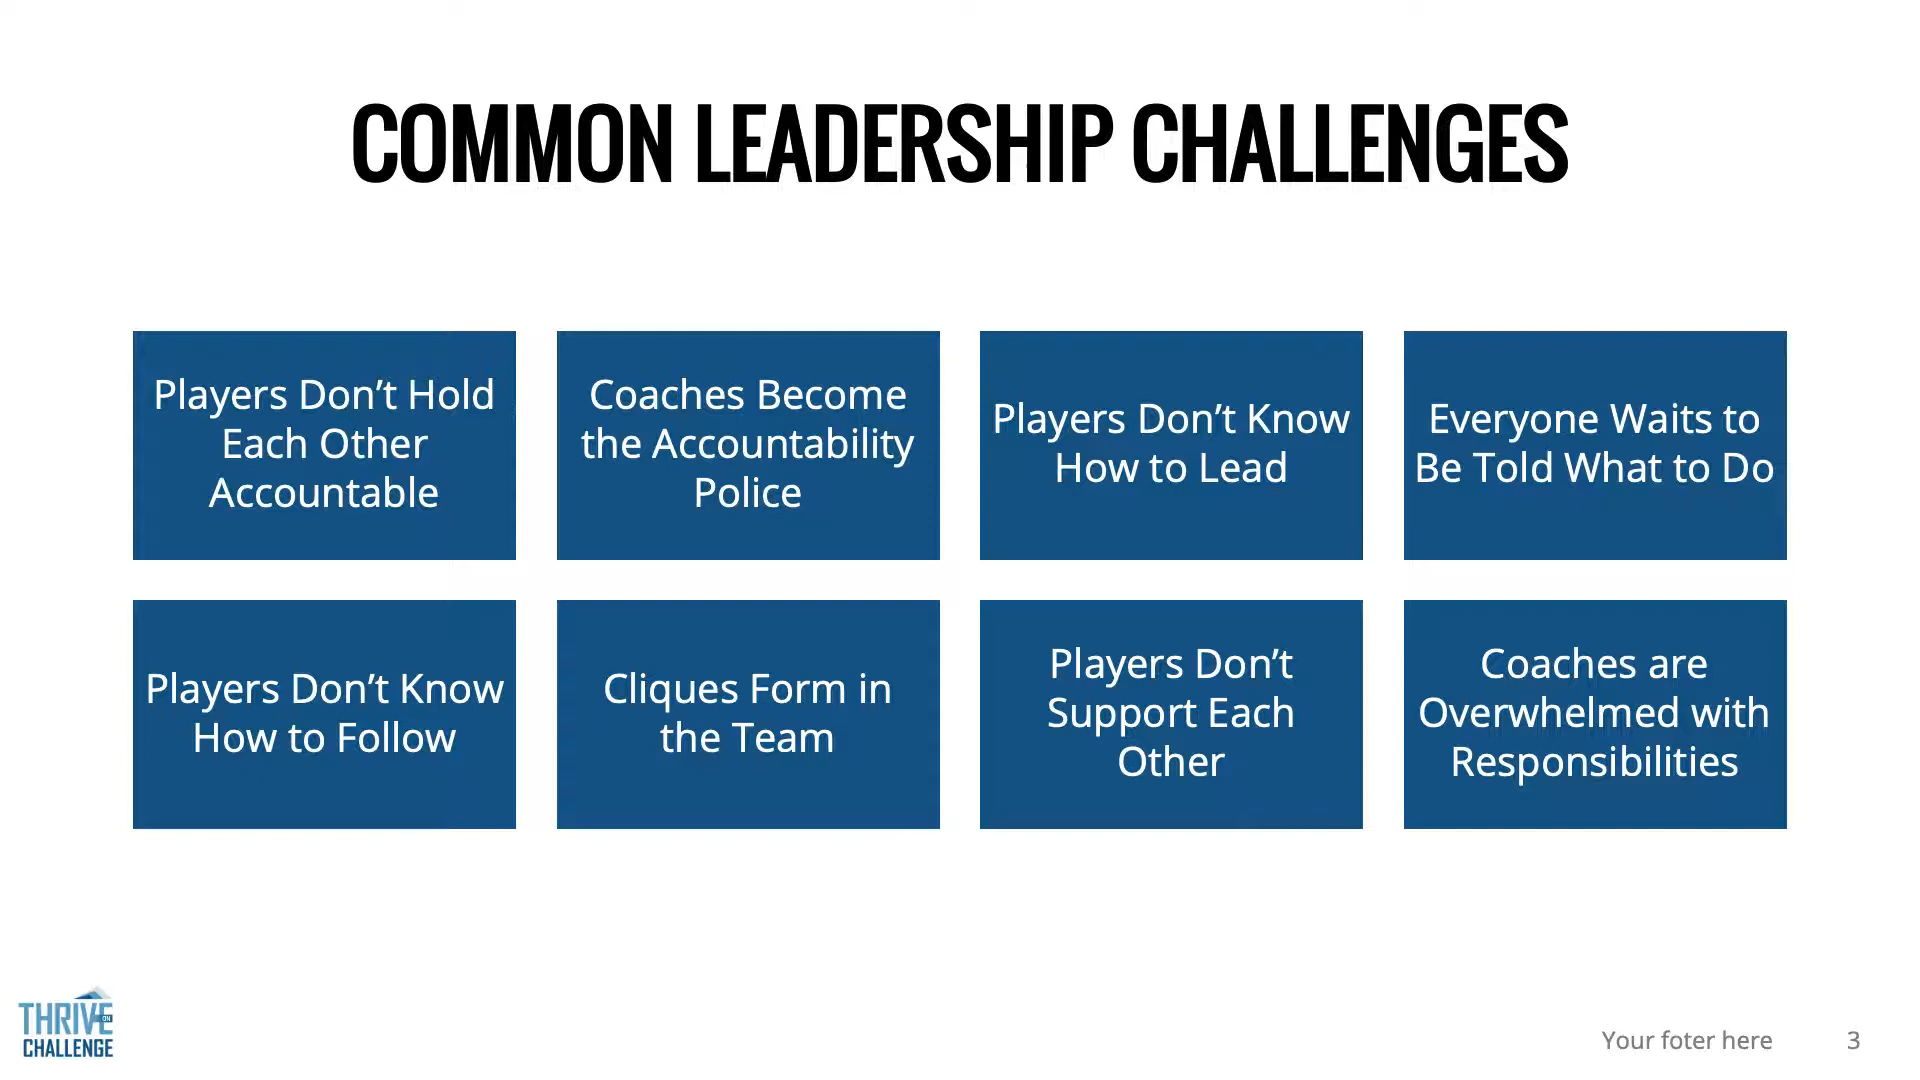 COMMON LEADERSHIP CHALLENGES
Players Don’t Hold
Each Other
Accountable
Coaches Become
the Accountability
Police
Players Don’t Know
How to Lead
Everyone Waits to
Be Told What to Do
Players Don’t Know
How to Follow
Cliques Form in
the Team
Players Don’t
Support Each
Other
Coaches are
Overwhelmed with
Responsibilities
THRIVE
ON
CHALLENGE
Your foter here
3